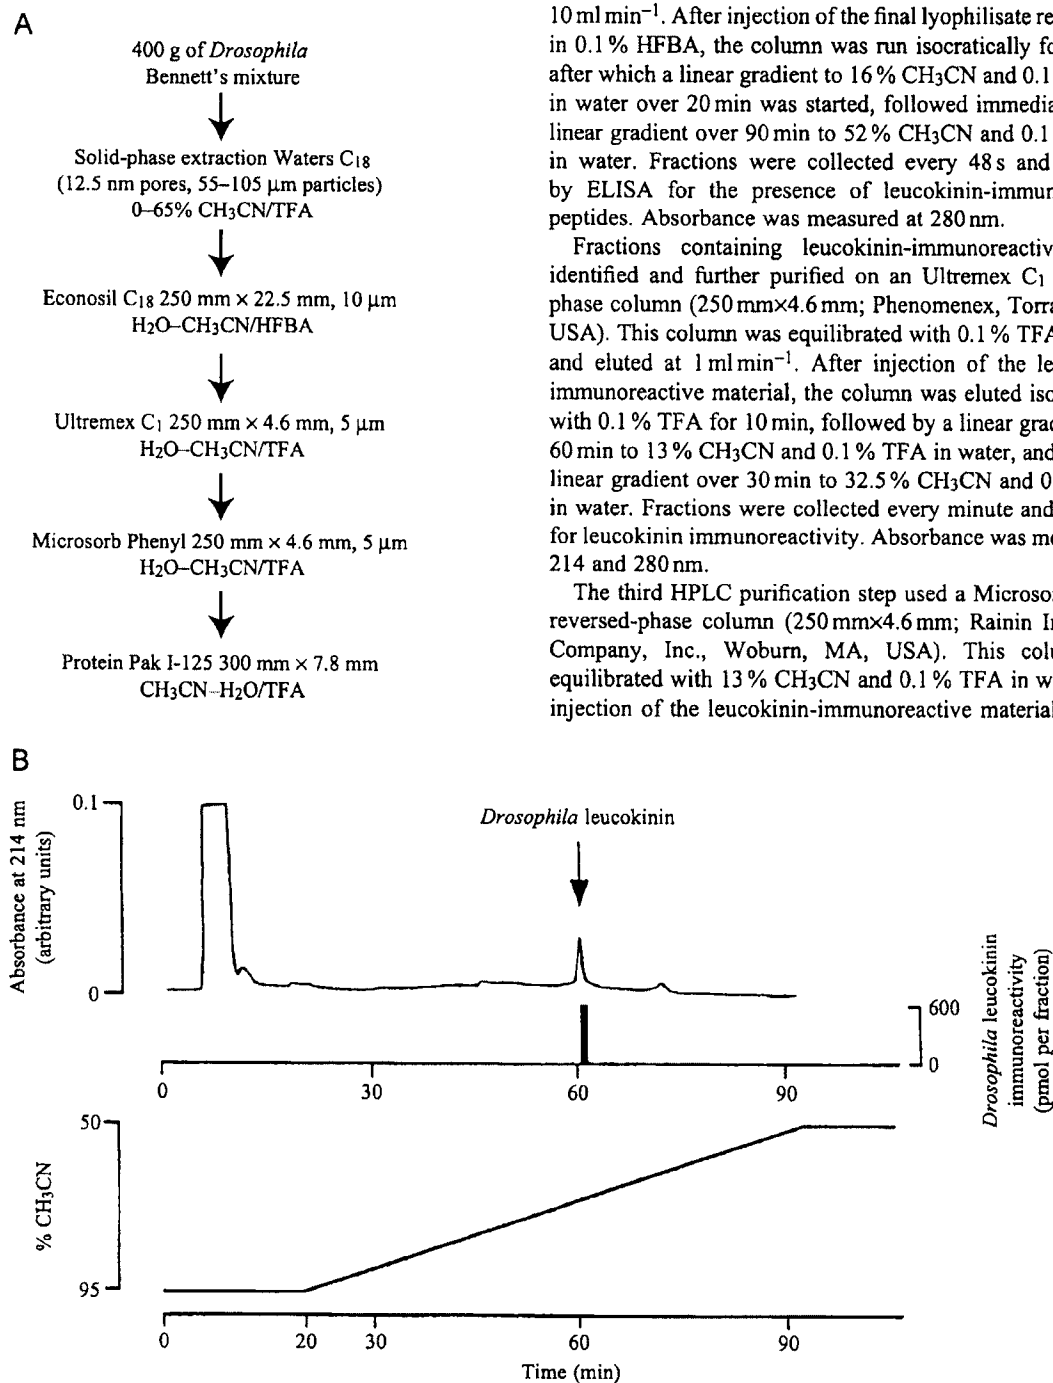 A
400 g of Drosophila
Bennett's mixture
Solid-phase extraction Waters C18
(12.5 nm pores, 55–105 µm particles)
0–65% CH3CN/TFA
Econosil C18 250 mm × 22.5 mm, 10 µm
H2O–CH3CN/HFBA
Ultremex C1 250 mm × 4.6 mm, 5 µm
H2O–CH3CN/TFA
Microsorb Phenyl 250 mm × 4.6 mm, 5 µm
H2O–CH3CN/TFA
Protein Pak I-125 300 mm × 7.8 mm
CH3CN–H2O/TFA
10 ml min−1. After injection of the final lyophilisate re
in 0.1 % HFBA, the column was run isocratically fo
after which a linear gradient to 16 % CH3CN and 0.1
in water over 20 min was started, followed immedia
linear gradient over 90 min to 52 % CH3CN and 0.1
in water. Fractions were collected every 48 s and
by ELISA for the presence of leucokinin-immun
peptides. Absorbance was measured at 280 nm.
Fractions containing leucokinin-immunoreactiv
identified and further purified on an Ultremex C1
phase column (250 mm×4.6 mm; Phenomenex, Torra
USA). This column was equilibrated with 0.1 % TFA
and eluted at 1 ml min−1. After injection of the le
immunoreactive material, the column was eluted iso
with 0.1 % TFA for 10 min, followed by a linear grad
60 min to 13 % CH3CN and 0.1 % TFA in water, and
linear gradient over 30 min to 32.5 % CH3CN and 0
in water. Fractions were collected every minute and
for leucokinin immunoreactivity. Absorbance was me
214 and 280 nm.
The third HPLC purification step used a Microsor
reversed-phase column (250 mm×4.6 mm; Rainin In
Company, Inc., Woburn, MA, USA). This colu
equilibrated with 13 % CH3CN and 0.1 % TFA in w
injection of the leucokinin-immunoreactive material
B
Absorbance at 214 nm
(arbitrary units)
0.1
0
Drosophila leucokinin
600
0
Drosophila leucokinin
immunoreactivity
(pmol per fraction)
0 30 60 90
% CH3CN
50
95
0 20 30 60 90
Time (min)